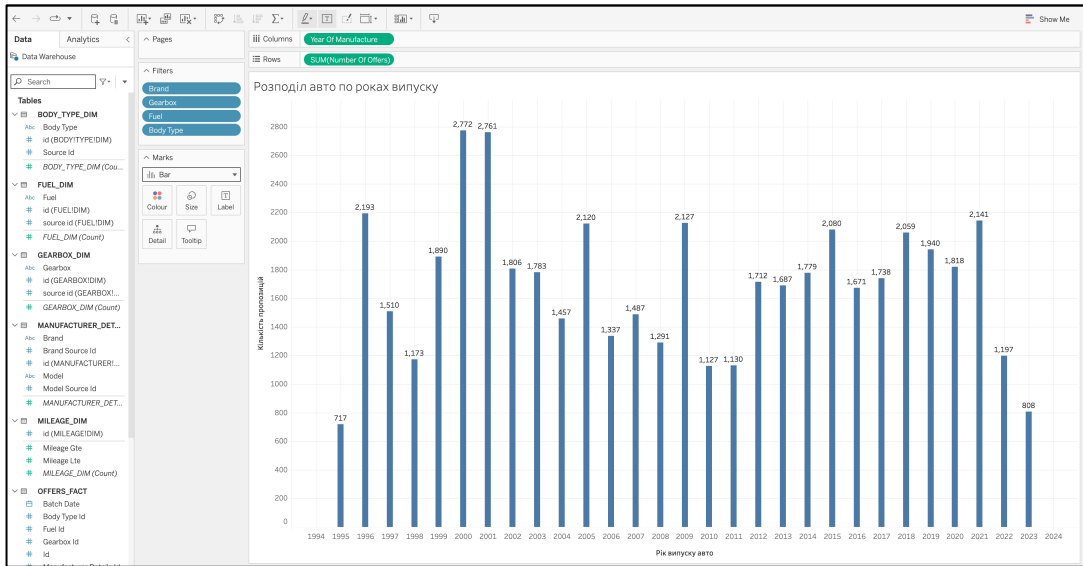 Show Me
Data Analytics
Data Warehouse
Search
Tables
BODY_TYPE_DIM
Abc Body Type
# id (BODY!TYPE!DIM)
# Source Id
# BODY_TYPE_DIM (Cou...
FUEL_DIM
Abc Fuel
# id (FUEL!DIM)
# source id (FUEL!DIM)
# FUEL_DIM (Count)
GEARBOX_DIM
Abc Gearbox
# id (GEARBOX!DIM)
# source id (GEARBOX!...
# GEARBOX_DIM (Count)
MANUFACTURER_DET...
Abc Brand
# Brand Source Id
# id (MANUFACTURER!...
Abc Model
# Model Source Id
# MANUFACTURER_DET...
MILEAGE_DIM
# id (MILEAGE!DIM)
# Mileage Gte
# Mileage Lte
# MILEAGE_DIM (Count)
OFFERS_FACT
Batch Date
# Body Type Id
# Fuel Id
# Gearbox Id
# Id
Pages
Filters
Brand
Gearbox
Fuel
Body Type
Marks
Bar
Colour Size Label
Detail Tooltip
Columns Year Of Manufacture
Rows SUM(Number Of Offers)
Розподіл авто по роках випуску
Кількість пропозицій
2800
2600
2400
2200
2000
1800
1600
1400
1200
1000
800
600
400
200
0
717
2,193
1,510
1,173
1,890
2,772
2,761
1,806
1,783
1,457
2,120
1,337
1,487
1,291
2,127
1,127
1,130
1,712
1,687
1,779
2,080
1,671
1,738
2,059
1,940
1,818
2,141
1,197
808
1994 1995 1996 1997 1998 1999 2000 2001 2002 2003 2004 2005 2006 2007 2008 2009 2010 2011 2012 2013 2014 2015 2016 2017 2018 2019 2020 2021 2022 2023 2024
Рік випуску авто